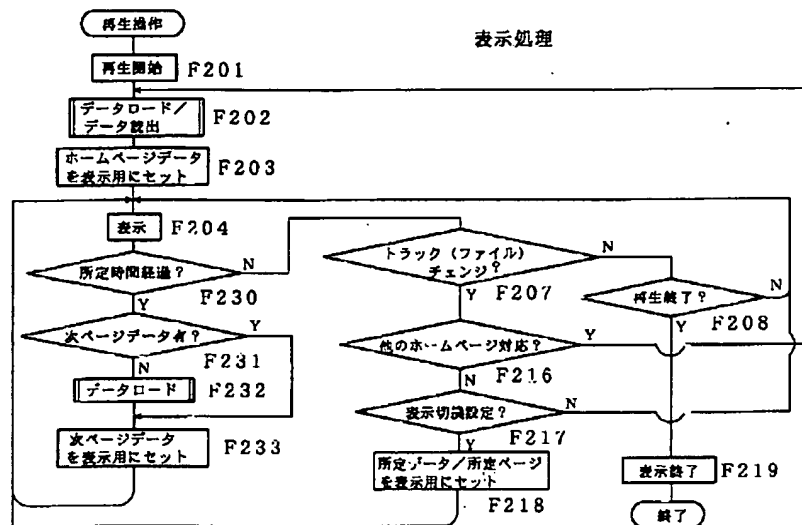 再生操作
表示処理
再生開始
F201
データロード/
データ読出
F202
ホームページデータ
を表示用にセット
F203
表示
F204
所定時間経過?
N
F230
Y
次ページデータ有?
Y
F231
N
データロード
F232
次ページデータ
を表示用にセット
F233
トラック(ファイル)
チェンジ?
N
F207
Y
再生終了?
N
F208
Y
他のホームページ対応?
Y
F216
N
表示切換設定?
N
F217
Y
所定データ/所定ページ
を表示用にセット
F218
表示終了
F219
終了